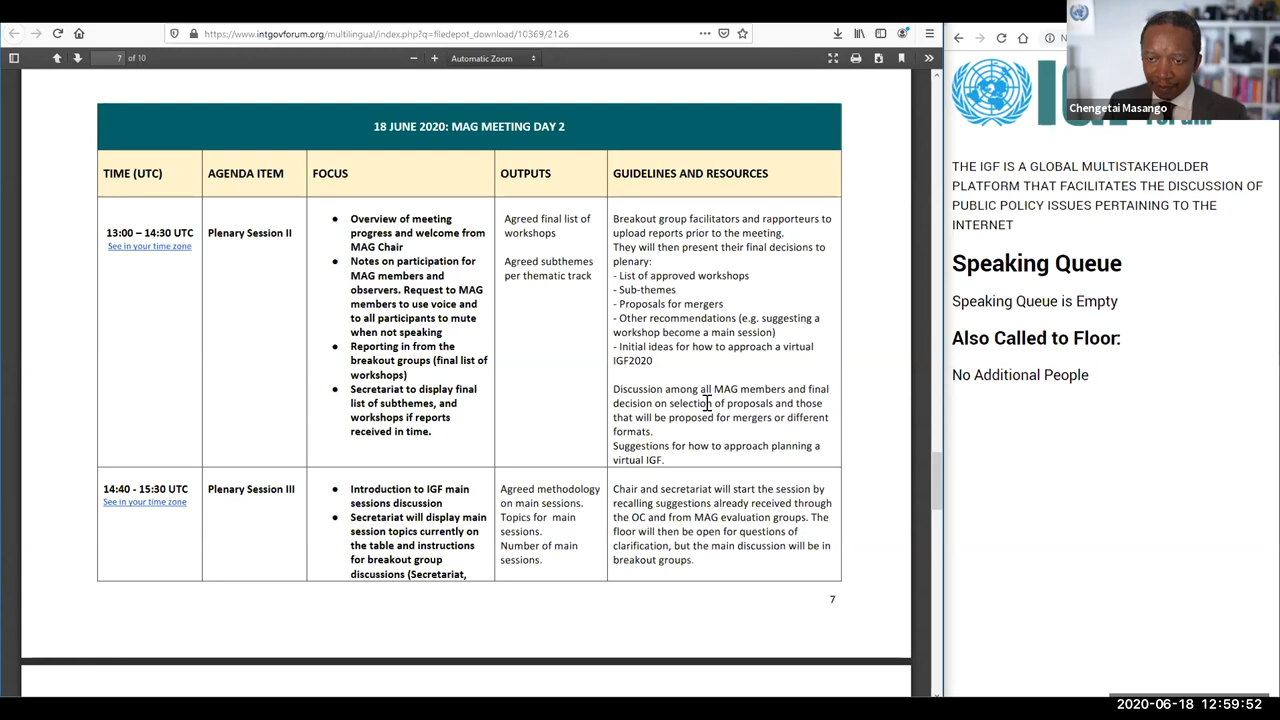 https://www.intgovforum.org/multilingual/index.php?q=filedepot_download/10369/2126
7 of 10
Automatic Zoom
18 JUNE 2020: MAG MEETING DAY 2
TIME (UTC)
AGENDA ITEM
FOCUS
OUTPUTS
GUIDELINES AND RESOURCES
13:00 – 14:30 UTC
See in your time zone
Plenary Session II
● Overview of meeting
progress and welcome from
MAG Chair
● Notes on participation for
MAG members and
observers. Request to MAG
members to use voice and
to all participants to mute
when not speaking
● Reporting in from the
breakout groups (final list of
workshops)
● Secretariat to display final
list of subthemes, and
workshops if reports
received in time.
Agreed final list of
workshops
Agreed subthemes
per thematic track
Breakout group facilitators and rapporteurs to
upload reports prior to the meeting.
They will then present their final decisions to
plenary:
- List of approved workshops
- Sub-themes
- Proposals for mergers
- Other recommendations (e.g. suggesting a
workshop become a main session)
- Initial ideas for how to approach a virtual
IGF2020
Discussion among all MAG members and final
decision on selection of proposals and those
that will be proposed for mergers or different
formats.
Suggestions for how to approach planning a
virtual IGF.
14:40 - 15:30 UTC
See in your time zone
Plenary Session III
● Introduction to IGF main
sessions discussion
● Secretariat will display main
session topics currently on
the table and instructions
for breakout group
discussions (Secretariat,
Agreed methodology
on main sessions.
Topics for main
sessions.
Number of main
sessions.
Chair and secretariat will start the session by
recalling suggestions already received through
the OC and from MAG evaluation groups. The
floor will then be open for questions of
clarification, but the main discussion will be in
breakout groups.
7
Chengetai Masango
THE IGF IS A GLOBAL MULTISTAKEHOLDER
PLATFORM THAT FACILITATES THE DISCUSSION OF
PUBLIC POLICY ISSUES PERTAINING TO THE
INTERNET
Speaking Queue
Speaking Queue is Empty
Also Called to Floor:
No Additional People
2020-06-18 12:59:52